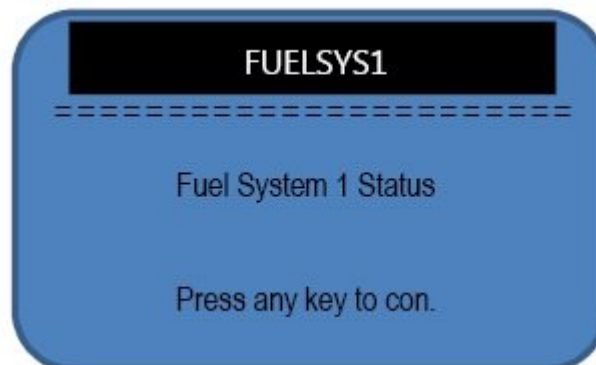 FUELSYS1
==========================
Fuel System 1 Status
Press any key to con.